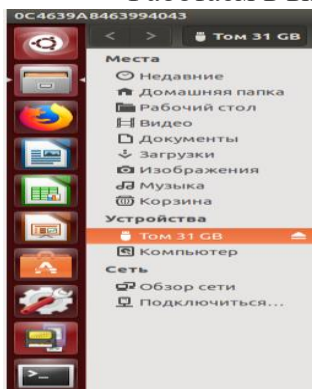 0C4639A8463994043
< > Том 31 GB
Места
Недавние
Домашняя папка
Рабочий стол
Видео
Документы
Загрузки
Изображения
Музыка
Корзина
Устройства
Том 31 GB
Компьютер
Сеть
Обзор сети
Подключиться...
>_